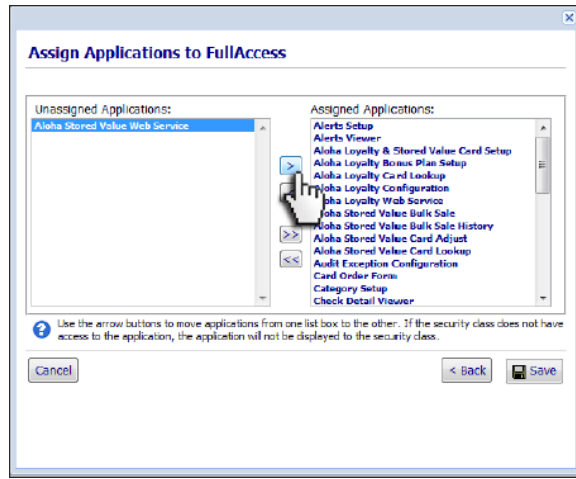 Assign Applications to FullAccess
Unassigned Applications:
Aloha Stored Value Web Service
>
>>
<<
Assigned Applications:
Alerts Setup
Alerts Viewer
Aloha Loyalty & Stored Value Card Setup
Aloha Loyalty Bonus Plan Setup
Aloha Loyalty Card Lookup
Aloha Loyalty Configuration
Aloha Loyalty Web Service
Aloha Stored Value Bulk Sale
Aloha Stored Value Bulk Sale History
Aloha Stored Value Card Adjust
Aloha Stored Value Card Lookup
Audit Exception Configuration
Card Order Form
Category Setup
Check Detail Viewer
Use the arrow buttons to move applications from one list box to the other. If the security class does not have
access to the application, the application will not be displayed to the security class.
Cancel
< Back
Save